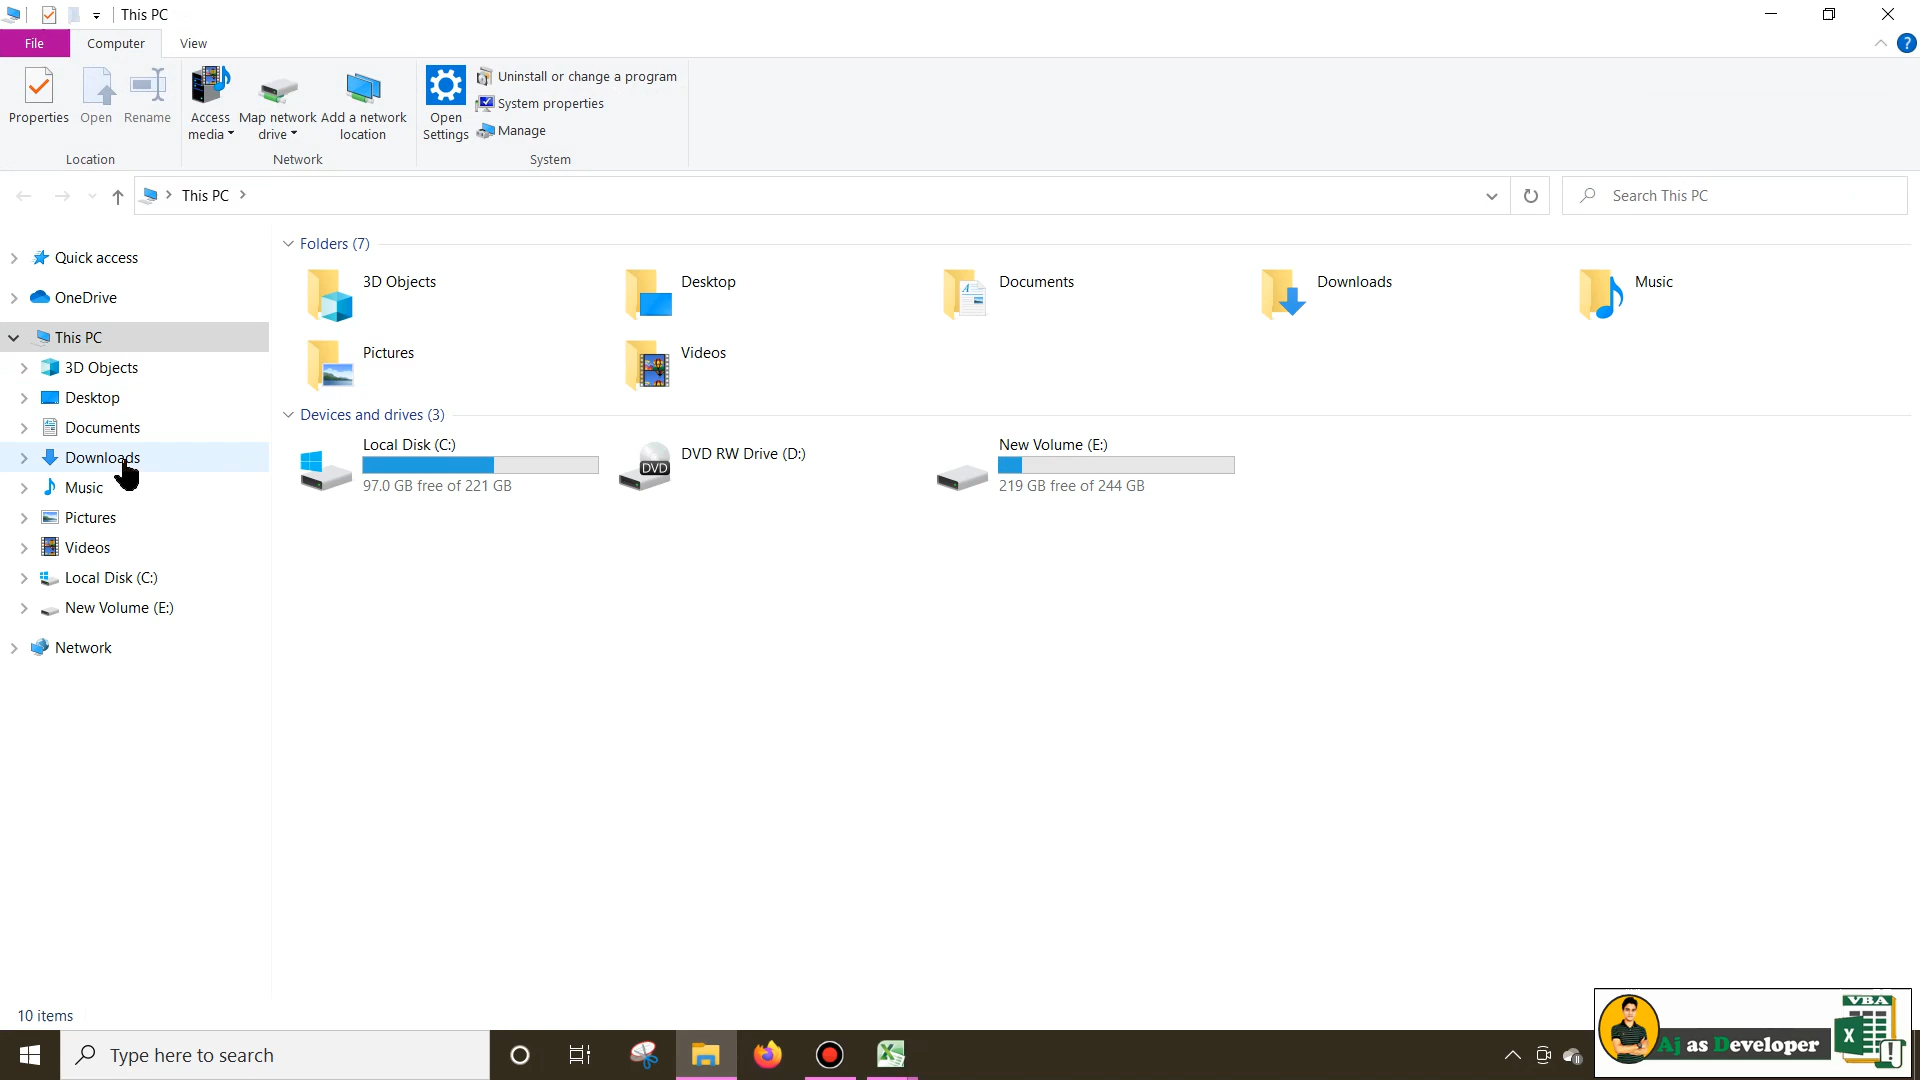 This PC
File
Computer
View
Properties
Open
Rename
Access
media
Map network
drive
Add a network
location
Open
Settings
Uninstall or change a program
System properties
Manage
Location
Network
System
This PC
Search This PC
Quick access
OneDrive
This PC
3D Objects
Desktop
Documents
Downloads
Music
Pictures
Videos
Local Disk (C:)
New Volume (E:)
Network
Folders (7)
3D Objects
Desktop
Documents
Downloads
Music
Pictures
Videos
Devices and drives (3)
Local Disk (C:)
97.0 GB free of 221 GB
DVD RW Drive (D:)
DVD
New Volume (E:)
219 GB free of 244 GB
10 items
Type here to search
Aj as Developer
VBA
X